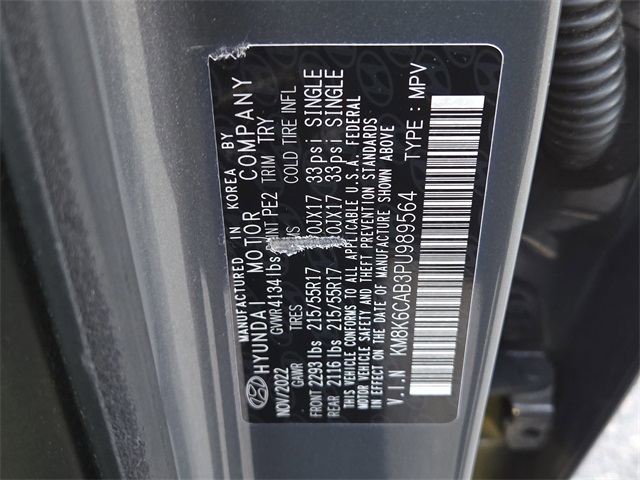 MANUFACTURED IN KOREA BY
HYUNDAI MOTOR COMPANY
NOV/2022 GVWR 4134 lbs PE2 TRIM TRY
GAWR TIRES COLD TIRE INFL
FRONT 2293 lbs 215/55R17 JX17 33psi SINGLE
REAR 2116 lbs 215/55R17 JX17 33psi SINGLE
THIS VEHICLE CONFORMS TO ALL APPLICABLE U.S.A. FEDERAL
MOTOR VEHICLE SAFETY AND THEFT PREVENTION STANDARDS
IN EFFECT ON THE DATE OF MANUFACTURE SHOWN ABOVE
V.I.N KM8K6CAB3PU989564 TYPE : MPV